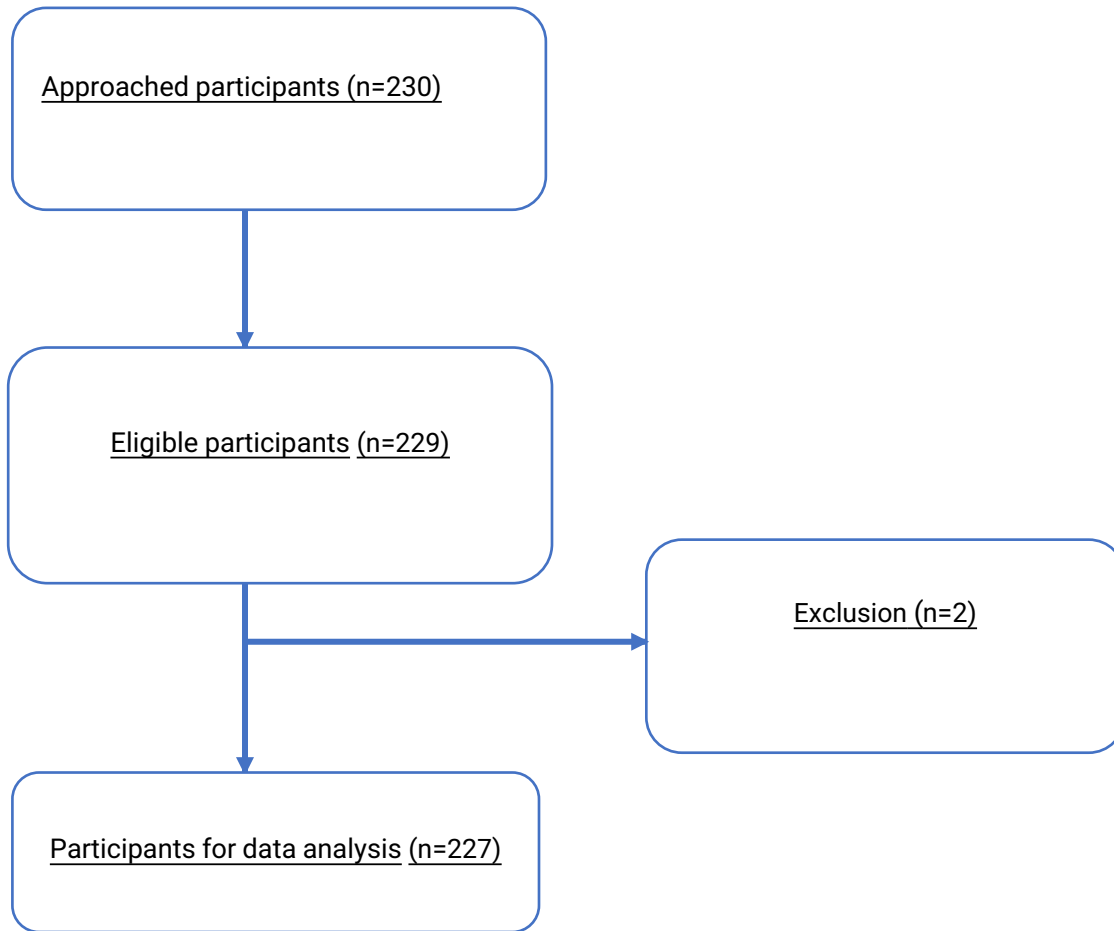 Approached participants (n=230)
Eligible participants (n=229)
Exclusion (n=2)
Participants for data analysis (n=227)